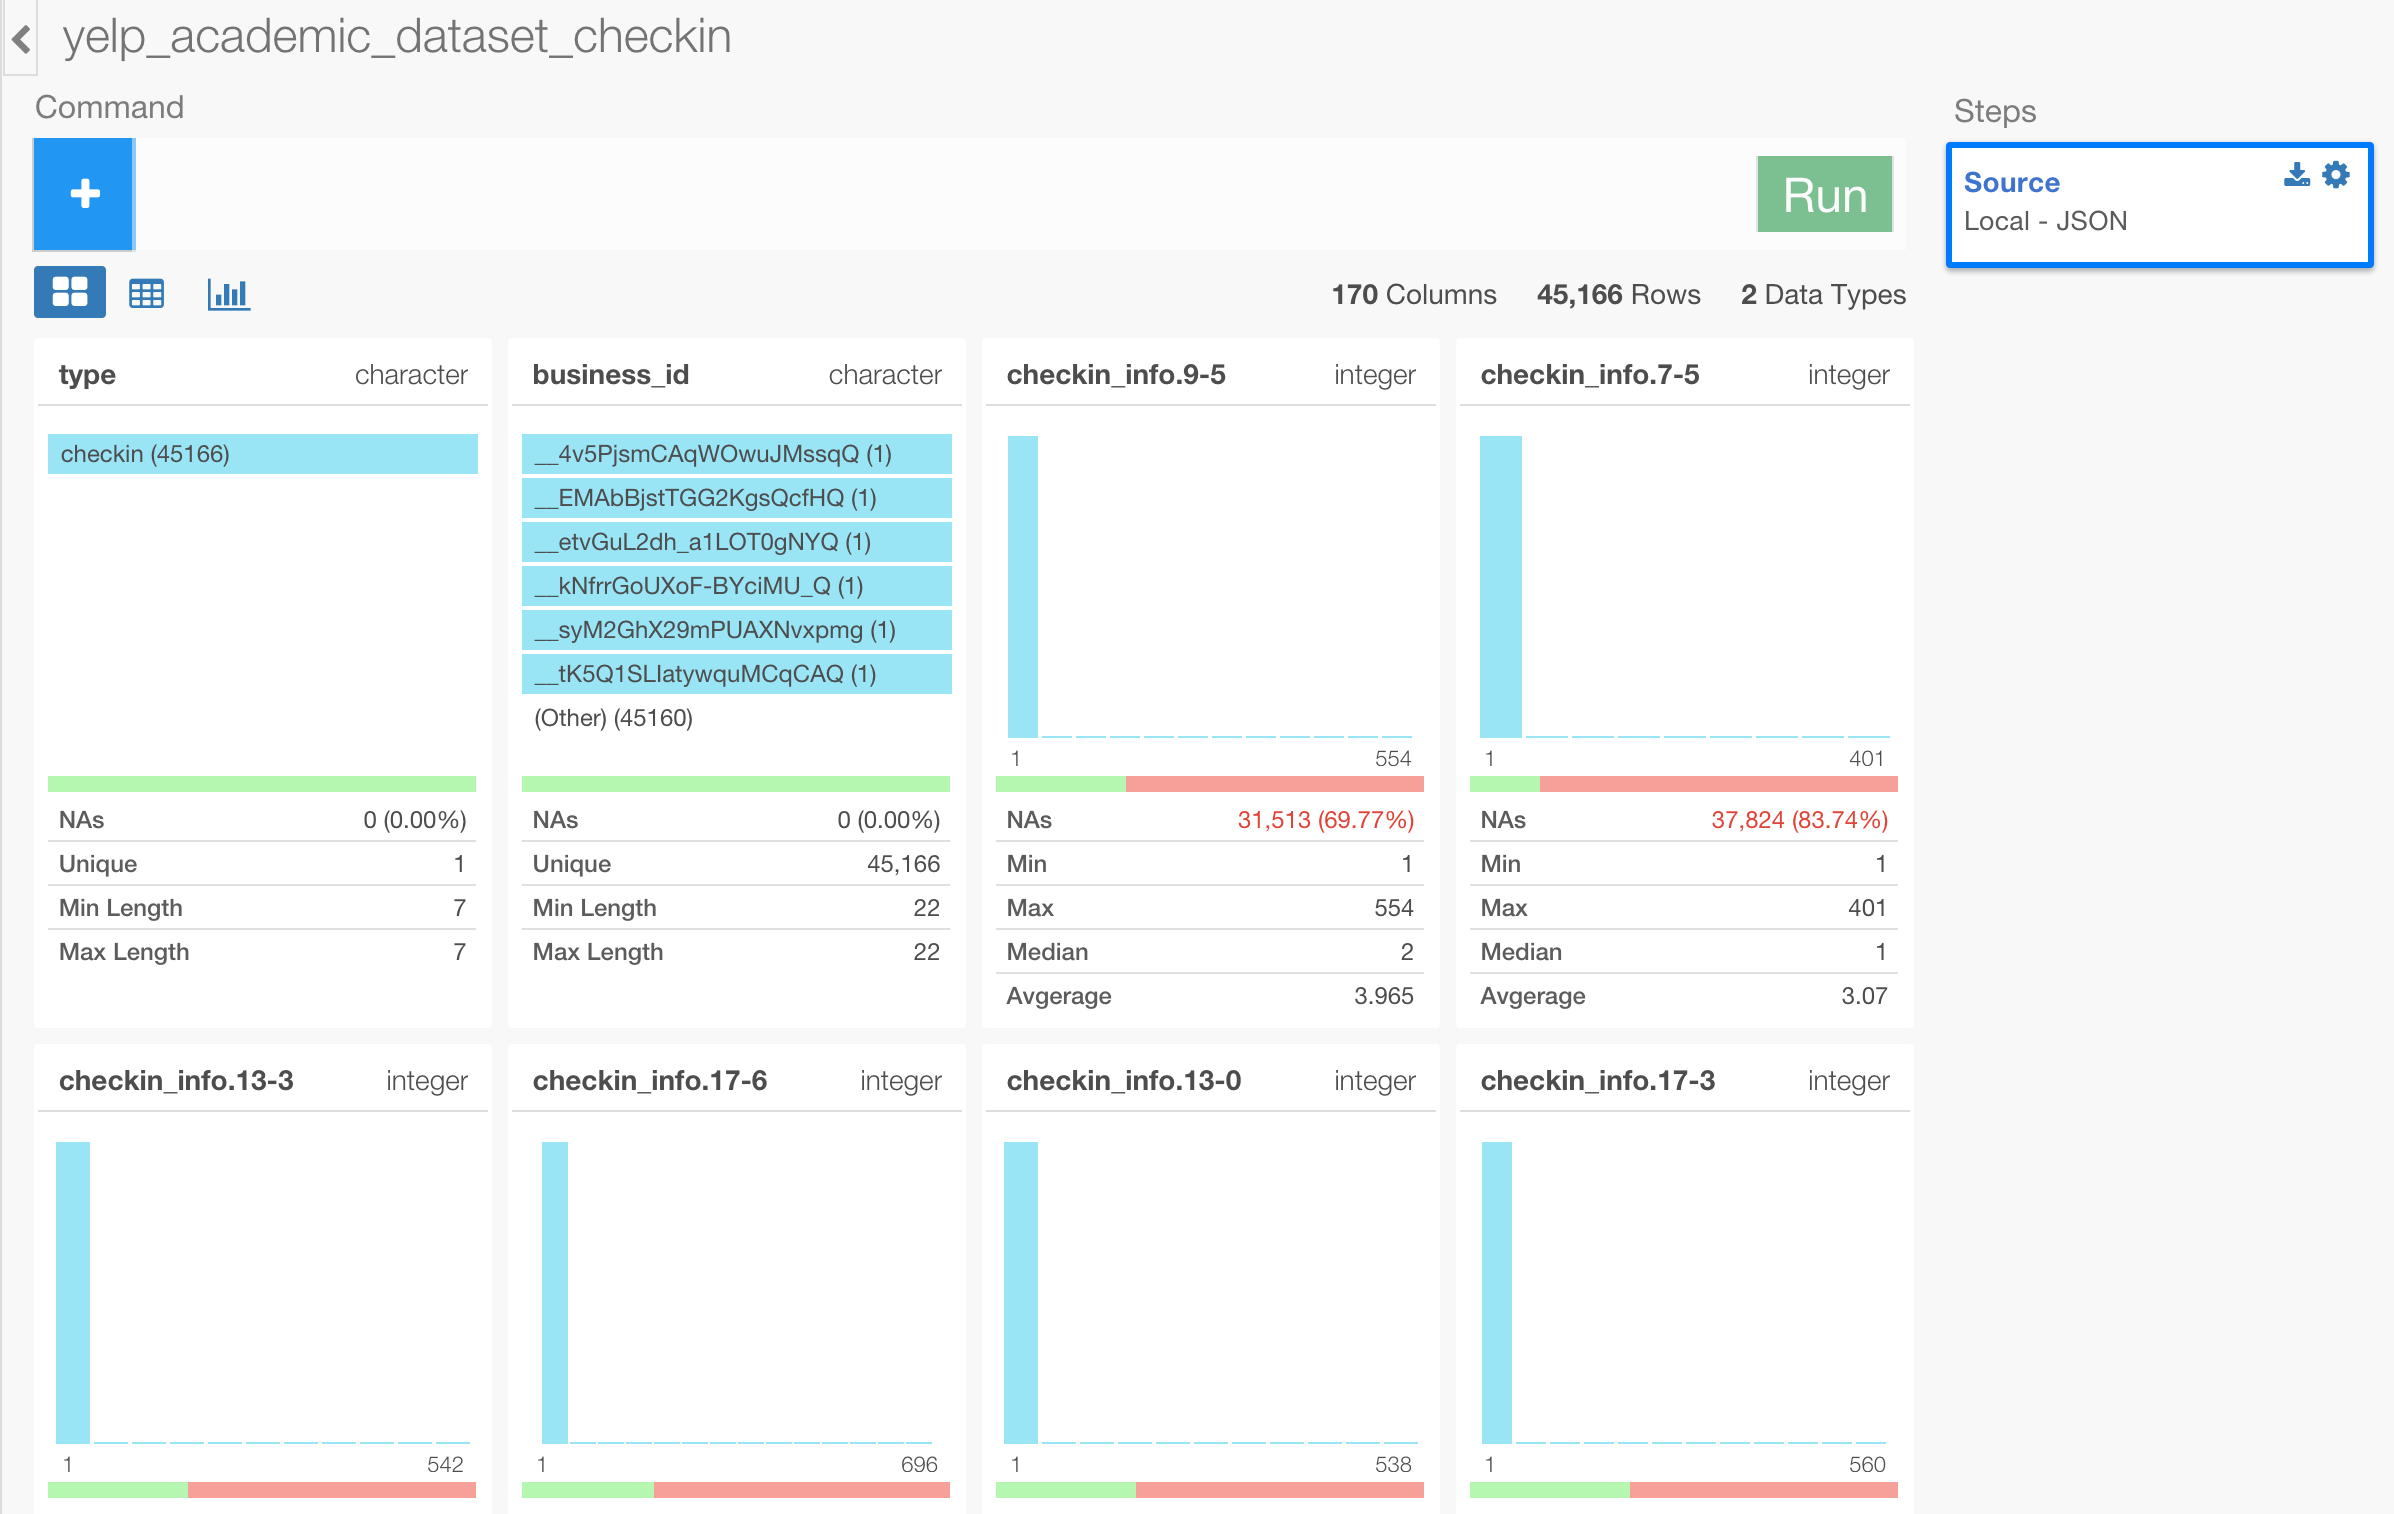 yelp_academic_dataset_checkin
Command
Steps
Run
Source
Local - JSON
170 Columns 45,166 Rows 2 Data Types
type character
checkin (45166)
NAs 0 (0.00%)
Unique 1
Min Length 7
Max Length 7
business_id character
__4v5PjsmCAqWOwuJMssqQ (1)
__EMAbBjstTGG2KgsQcfHQ (1)
__etvGuL2dh_a1LOT0gNYQ (1)
__kNfrrGoUXoF-BYciMU_Q (1)
__syM2GhX29mPUAXNvxpmg (1)
__tK5Q1SLIatywquMCqCAQ (1)
(Other) (45160)
NAs 0 (0.00%)
Unique 45,166
Min Length 22
Max Length 22
checkin_info.9-5 integer
1 554
NAs 31,513 (69.77%)
Min 1
Max 554
Median 2
Avgerage 3.965
checkin_info.7-5 integer
1 401
NAs 37,824 (83.74%)
Min 1
Max 401
Median 1
Avgerage 3.07
checkin_info.13-3 integer
1 542
checkin_info.17-6 integer
1 696
checkin_info.13-0 integer
1 538
checkin_info.17-3 integer
1 560